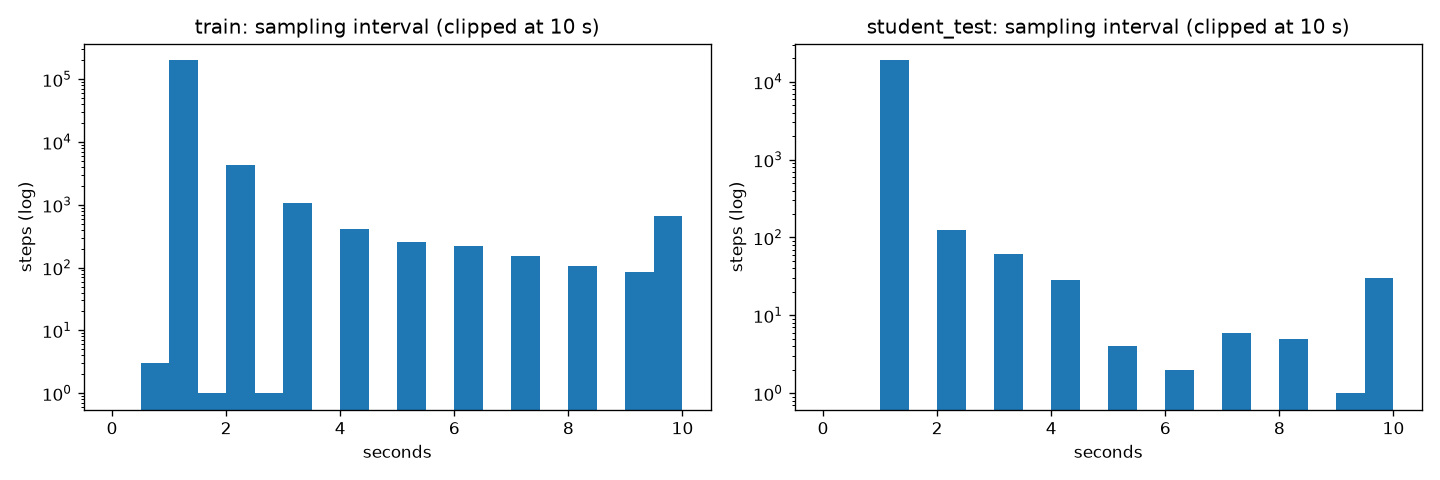 train: sampling interval (clipped at 10 s)
steps (log)
10^5
10^4
10^3
10^2
10^1
10^0
0 2 4 6 8 10
seconds
student_test: sampling interval (clipped at 10 s)
steps (log)
10^4
10^3
10^2
10^1
10^0
0 2 4 6 8 10
seconds